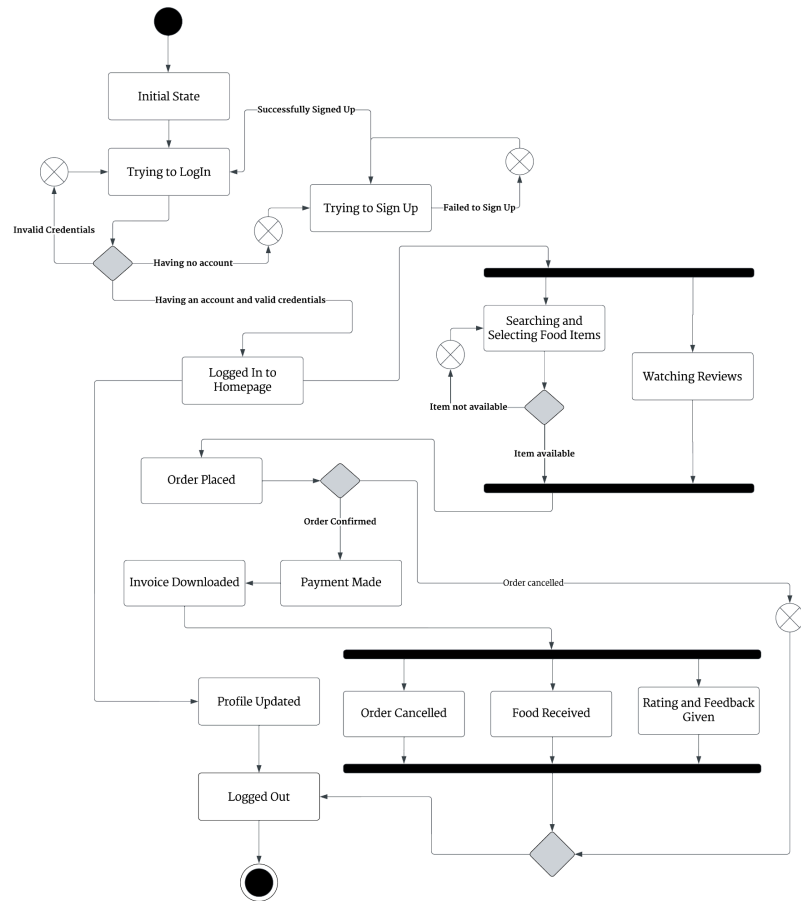 Initial State
Successfully Signed Up
Trying to LogIn
Trying to Sign Up
Failed to Sign Up
Invalid Credentials
Having no account
Having an account and valid credentials
Searching and
Selecting Food Items
Logged In to
Homepage
Watching Reviews
Item not available
Item available
Order Placed
Order Confirmed
Invoice Downloaded
Payment Made
Order cancelled
Profile Updated
Order Cancelled
Food Received
Rating and Feedback
Given
Logged Out